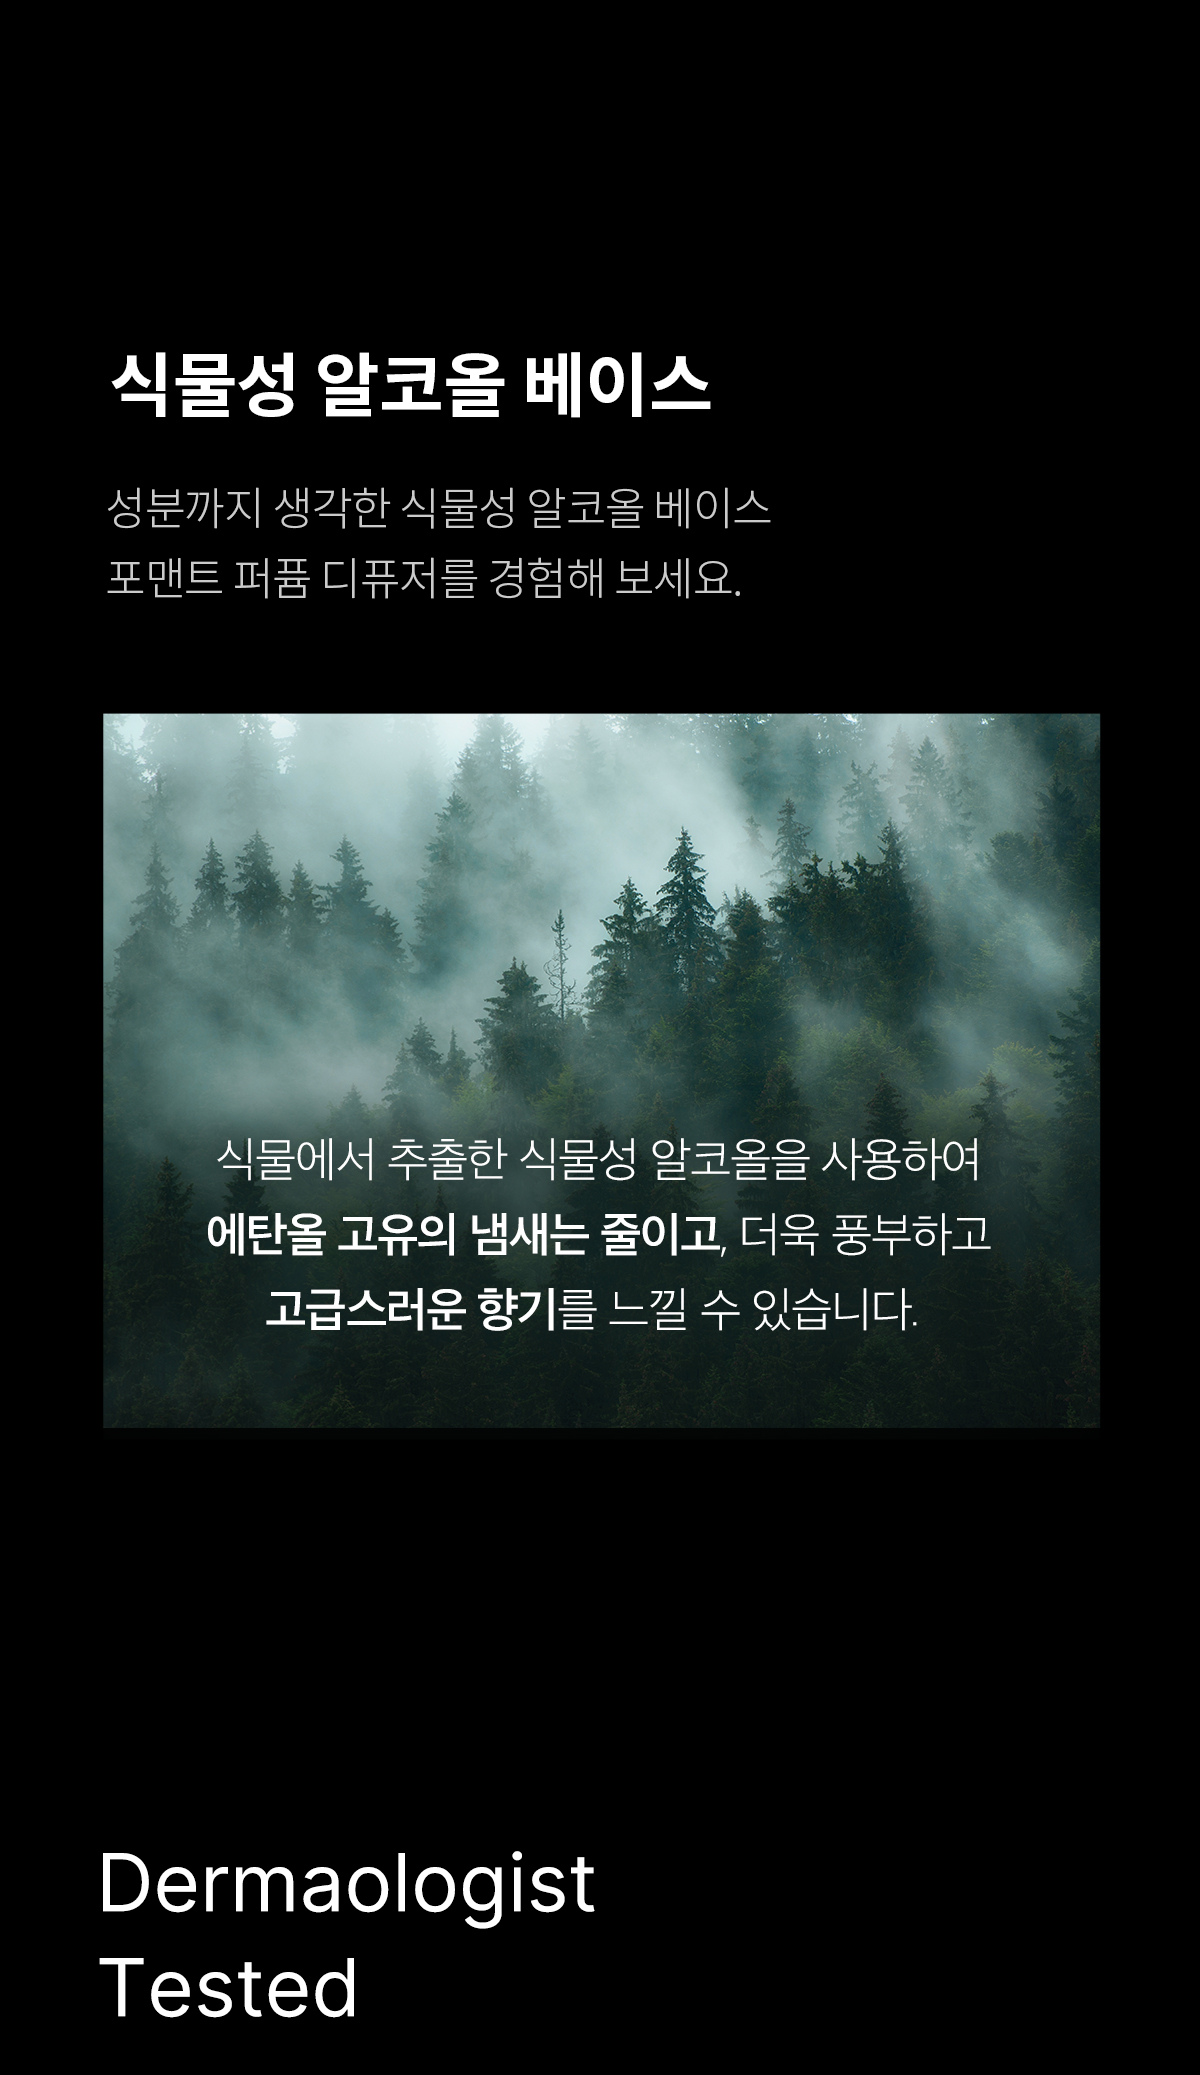 식물성 알코올 베이스
성분까지 생각한 식물성 알코올 베이스
포맨트 퍼퓸 디퓨저를 경험해 보세요.
식물에서 추출한 식물성 알코올을 사용하여
에탄올 고유의 냄새는 줄이고, 더욱 풍부하고
고급스러운 향기를 느낄 수 있습니다.
Dermaologist
Tested